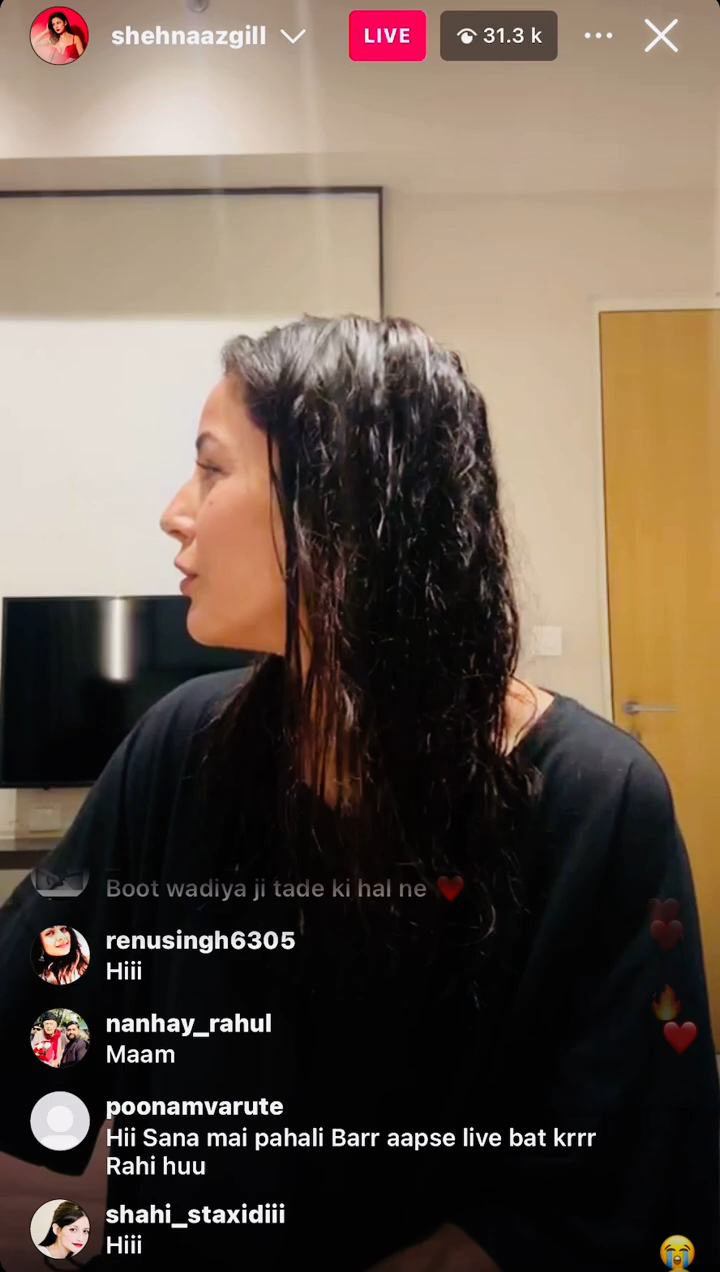 shehnaazgill
LIVE
31.3 k
Boot wadiya ji tade ki hal ne ❤️
renusingh6305
Hiii
nanhay_rahul
Maam
poonamvarute
Hii Sana mai pahali Barr aapse live bat krrr
Rahi huu
shahi_staxidiii
Hiii